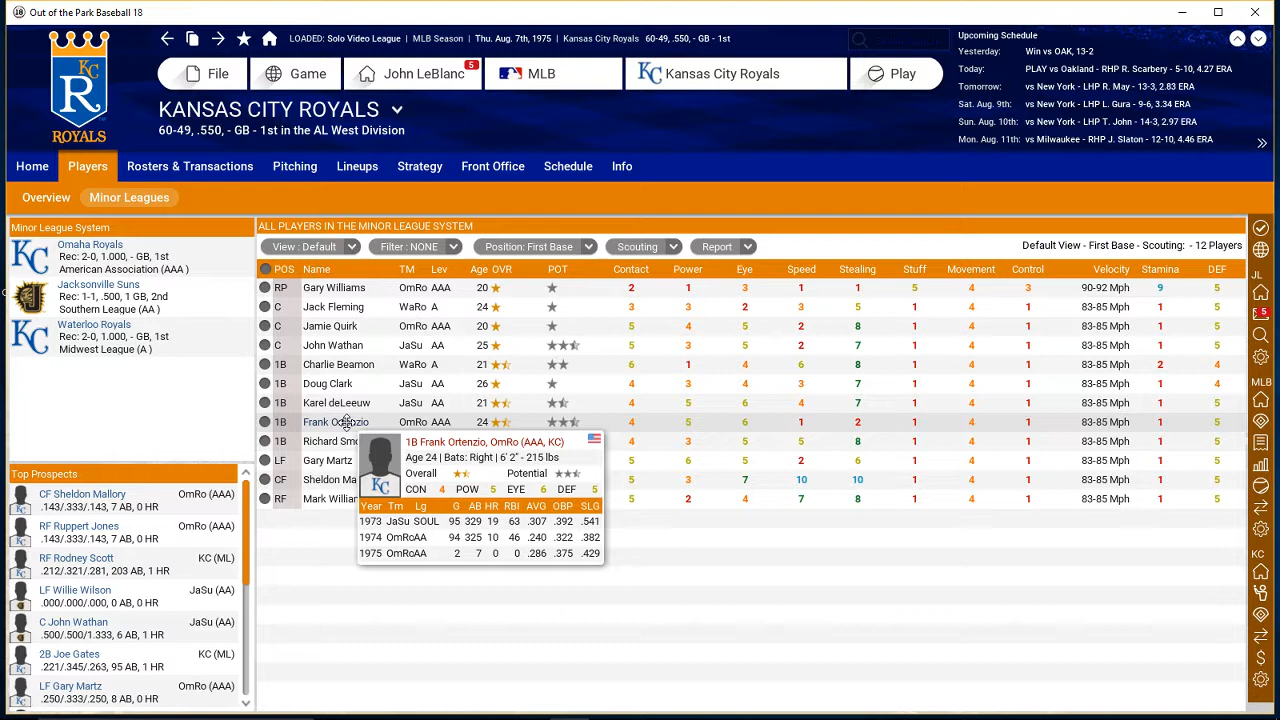 Out of the Park Baseball 18
KC
ROYALS
LOADED: Solo Video League | MLB Season | Thu. Aug. 7th, 1975 | Kansas City Royals 60-49, .550, - GB - 1st
Upcoming Schedule
Yesterday: Win vs OAK, 13-2
Today: PLAY vs Oakland - RHP R. Scarbery - 5-10, 4.27 ERA
Tomorrow: vs New York - LHP R. May - 13-3, 2.83 ERA
Sat. Aug. 9th: vs New York - LHP L. Gura - 9-6, 3.34 ERA
Sun. Aug. 10th: vs New York - LHP T. John - 14-3, 2.97 ERA
Mon. Aug. 11th: vs Milwaukee - RHP J. Slaton - 12-10, 4.46 ERA
File Game John LeBlanc 5 MLB Kansas City Royals Play
KANSAS CITY ROYALS
60-49, .550, - GB - 1st in the AL West Division
Home Players Rosters & Transactions Pitching Lineups Strategy Front Office Schedule Info
Overview Minor Leagues
Minor League System
Omaha Royals
Rec: 2-0, 1.000, - GB, 1st
American Association (AAA )
Jacksonville Suns
Rec: 1-1, .500, 1 GB, 2nd
Southern League (AA )
Waterloo Royals
Rec: 2-0, 1.000, - GB, 1st
Midwest League (A )
Top Prospects
CF Sheldon Mallory OmRo (AAA)
.143/.333/.143, 7 AB, 0 HR
RF Ruppert Jones OmRo (AAA)
.143/.333/.143, 7 AB, 0 HR
RF Rodney Scott KC (ML)
.212/.321/.281, 203 AB, 1 HR
LF Willie Wilson JaSu (AA)
.000/.000/.000, 0 AB, 0 HR
C John Wathan JaSu (AA)
.500/.500/1.333, 6 AB, 1 HR
2B Joe Gates KC (ML)
.221/.345/.263, 95 AB, 1 HR
LF Gary Martz OmRo (AAA)
.250/.333/.250, 8 AB, 0 HR
ALL PLAYERS IN THE MINOR LEAGUE SYSTEM
View : Default Filter : NONE Position: First Base Scouting Report Default View - First Base - Scouting: - 12 Players
POS Name TM Lev Age OVR POT Contact Power Eye Speed Stealing Stuff Movement Control Velocity Stamina DEF
RP Gary Williams OmRo AAA 20 2 1 3 1 1 5 4 3 90-92 Mph 9 5
C Jack Fleming WaRo A 24 3 3 2 3 5 1 4 1 83-85 Mph 1 5
C Jamie Quirk OmRo AAA 20 5 4 5 2 8 1 4 1 83-85 Mph 1 5
C John Wathan JaSu AA 25 5 3 5 2 7 1 4 1 83-85 Mph 1 5
1B Charlie Beamon WaRo A 21 6 1 4 3 6 1 4 1 83-85 Mph 2 4
1B Doug Clark JaSu AA 26 4 3 4 3 7 1 4 1 83-85 Mph 1 4
1B Karel deLeeuw JaSu AA 21 4 5 6 4 7 1 4 1 83-85 Mph 1 5
1B Frank Ortenzio OmRo AAA 24 4 5 6 1 2 1 4 1 83-85 Mph 1 5
1B Richard Smo 4 3 5 5 8 1 4 1 83-85 Mph 1 5
LF Gary Martz 5 6 5 2 6 1 4 1 83-85 Mph 1 5
CF Sheldon Ma 5 3 7 10 10 1 4 1 83-85 Mph 1 5
RF Mark William 5 2 4 7 8 1 4 1 83-85 Mph 1 5
1B Frank Ortenzio, OmRo (AAA, KC)
Age 24 | Bats: Right | 6' 2" - 215 lbs
Overall Potential
CON 4 POW 5 EYE 6 DEF 5
Year Tm Lg G AB HR RBI AVG OBP SLG
1973 JaSu SOUL 95 329 19 63 .307 .392 .541
1974 OmRoAA 94 325 10 46 .240 .322 .382
1975 OmRoAA 2 7 0 0 .286 .375 .429
JL
5
MLB
KC